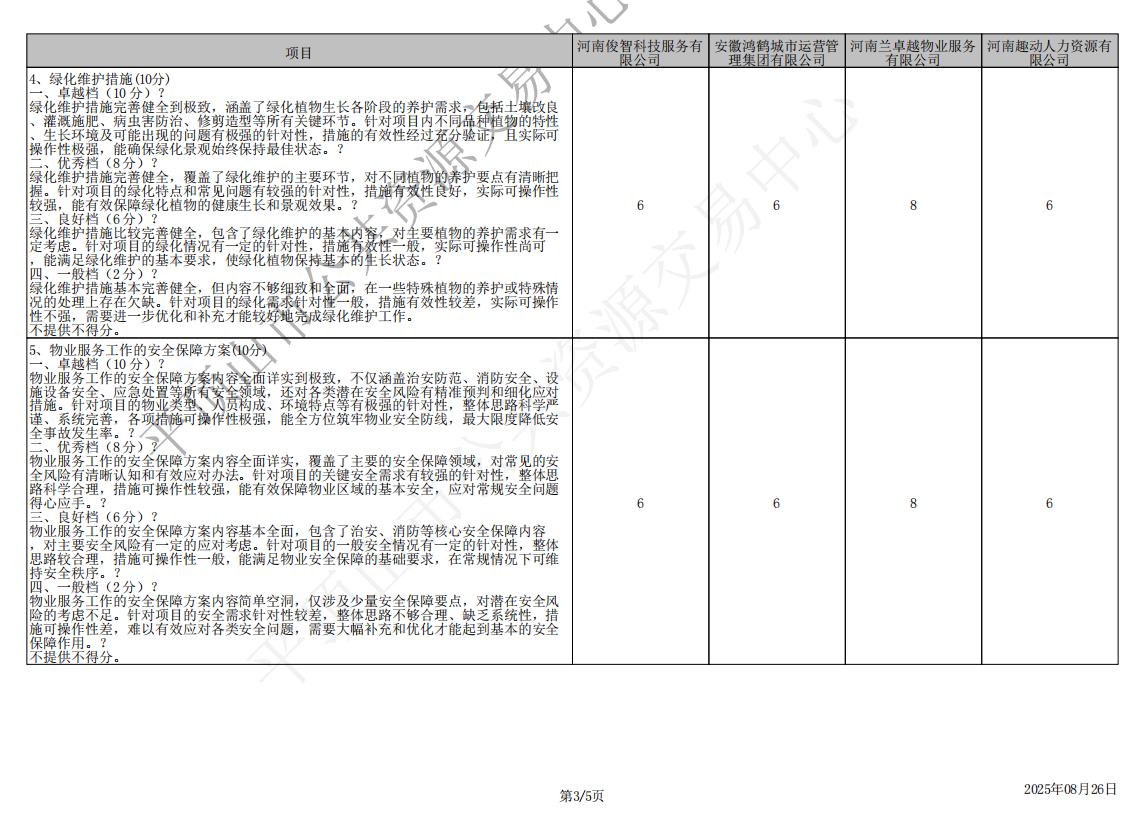 项目
河南俊智科技服务有
限公司
安徽鸿鹤城市运营管
理集团有限公司
河南兰卓越物业服务
有限公司
河南趣动人力资源有
限公司
4、绿化维护措施(10分)
一、卓越档（10 分）？
绿化维护措施完善健全到极致，涵盖了绿化植物生长各阶段的养护需求，包括土壤改良
、灌溉施肥、病虫害防治、修剪造型等所有关键环节。针对项目内不同品种植物的特性
、生长环境及可能出现的问题有极强的针对性，措施的有效性经过充分验证，且实际可
操作性极强，能确保绿化景观始终保持最佳状态。？
二、优秀档（8 分）？
绿化维护措施完善健全，覆盖了绿化维护的主要环节，对不同植物的养护要点有清晰把
握。针对项目的绿化特点和常见问题有较强的针对性，措施有效性良好，实际可操作性
较强，能有效保障绿化植物的健康生长和景观效果。？
三、良好档（6 分）？
绿化维护措施比较完善健全，包含了绿化维护的基本内容，对主要植物的养护需求有一
定考虑。针对项目的绿化情况有一定的针对性，措施有效性一般，实际可操作性尚可
，能满足绿化维护的基本要求，使绿化植物保持基本的生长状态。？
四、一般档（2 分）？
绿化维护措施基本完善健全，但内容不够细致和全面，在一些特殊植物的养护或特殊情
况的处理上存在欠缺。针对项目的绿化需求针对性一般，措施有效性较差，实际可操作
性不强，需要进一步优化和补充才能较好地完成绿化维护工作。
不提供不得分。
6
6
8
6
5、物业服务工作的安全保障方案(10分)
一、卓越档（10 分）？
物业服务工作的安全保障方案内容全面详实到极致，不仅涵盖治安防范、消防安全、设
施设备安全、应急处置等所有安全领域，还对各类潜在安全风险有精准预判和细化应对
措施。针对项目的物业类型、人员构成、环境特点等有极强的针对性，整体思路科学严
谨、系统完善，各项措施可操作性极强，能全方位筑牢物业安全防线，最大限度降低安
全事故发生率。？
二、优秀档（8 分）？
物业服务工作的安全保障方案内容全面详实，覆盖了主要的安全保障领域，对常见的安
全风险有清晰认知和有效应对办法。针对项目的关键安全需求有较强的针对性，整体思
路科学合理，措施可操作性较强，能有效保障物业区域的基本安全，应对常规安全问题
得心应手。？
三、良好档（6 分）？
物业服务工作的安全保障方案内容基本全面，包含了治安、消防等核心安全保障内容
，对主要安全风险有一定的应对考虑。针对项目的一般安全情况有一定的针对性，整体
思路较合理，措施可操作性一般，能满足物业安全保障的基础要求，在常规情况下可维
持安全秩序。？
四、一般档（2 分）？
物业服务工作的安全保障方案内容简单空洞，仅涉及少量安全保障要点，对潜在安全风
险的考虑不足。针对项目的安全需求针对性较差，整体思路不够合理、缺乏系统性，措
施可操作性差，难以有效应对各类安全问题，需要大幅补充和优化才能起到基本的安全
保障作用。？
不提供不得分。
6
6
8
6
平顶山市公共资源交易中心
平顶山市公共资源交易中心
第3/5页
2025年08月26日